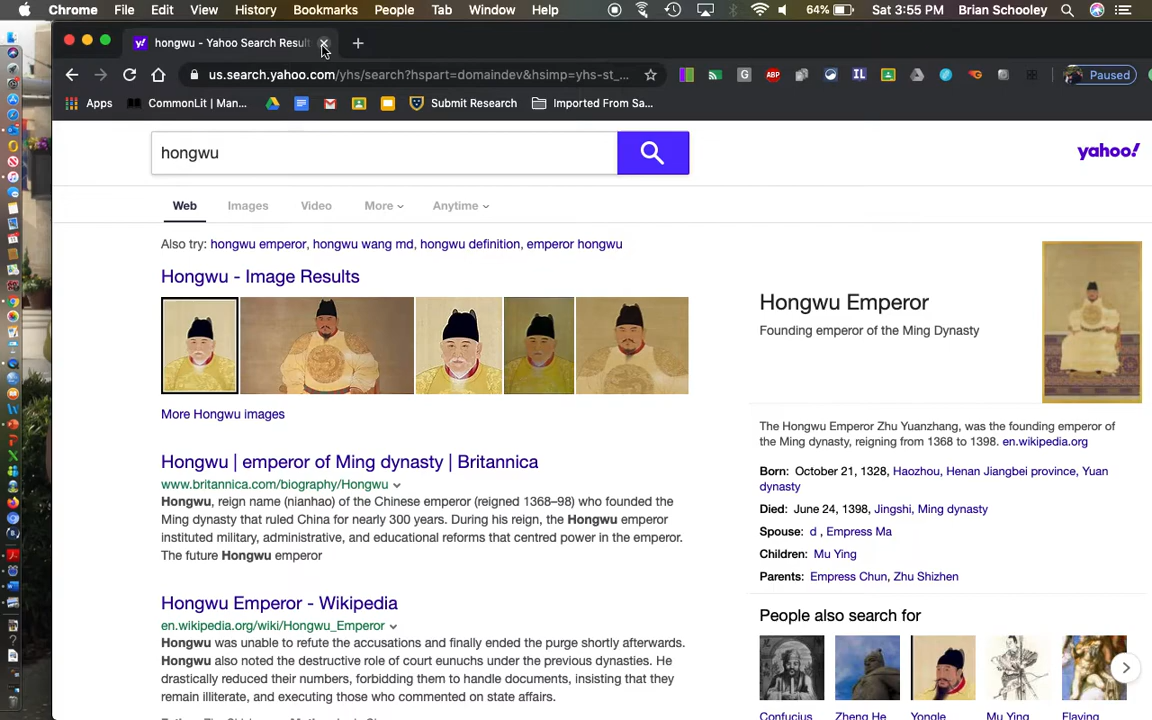 Chrome File Edit View History Bookmarks People Tab Window Help 64% Sat 3:55 PM Brian Schooley
hongwu - Yahoo Search Result
us.search.yahoo.com/yhs/search?hspart=domaindev&hsimp=yhs-st_... Paused
Apps CommonLit | Man... Submit Research Imported From Sa...
hongwu
yahoo!
Web Images Video More Anytime
Also try: hongwu emperor, hongwu wang md, hongwu definition, emperor hongwu
Hongwu - Image Results
More Hongwu images
Hongwu | emperor of Ming dynasty | Britannica
www.britannica.com/biography/Hongwu
Hongwu, reign name (nianhao) of the Chinese emperor (reigned 1368–98) who founded the
Ming dynasty that ruled China for nearly 300 years. During his reign, the Hongwu emperor
instituted military, administrative, and educational reforms that centred power in the emperor.
The future Hongwu emperor
Hongwu Emperor - Wikipedia
en.wikipedia.org/wiki/Hongwu_Emperor
Hongwu was unable to refute the accusations and finally ended the purge shortly afterwards.
Hongwu also noted the destructive role of court eunuchs under the previous dynasties. He
drastically reduced their numbers, forbidding them to handle documents, insisting that they
remain illiterate, and executing those who commented on state affairs.
Hongwu Emperor
Founding emperor of the Ming Dynasty
The Hongwu Emperor Zhu Yuanzhang, was the founding emperor of
the Ming dynasty, reigning from 1368 to 1398. en.wikipedia.org
Born: October 21, 1328, Haozhou, Henan Jiangbei province, Yuan
dynasty
Died: June 24, 1398, Jingshi, Ming dynasty
Spouse: d , Empress Ma
Children: Mu Ying
Parents: Empress Chun, Zhu Shizhen
People also search for
Confucius Zheng He Yongle Mu Ying Flaying